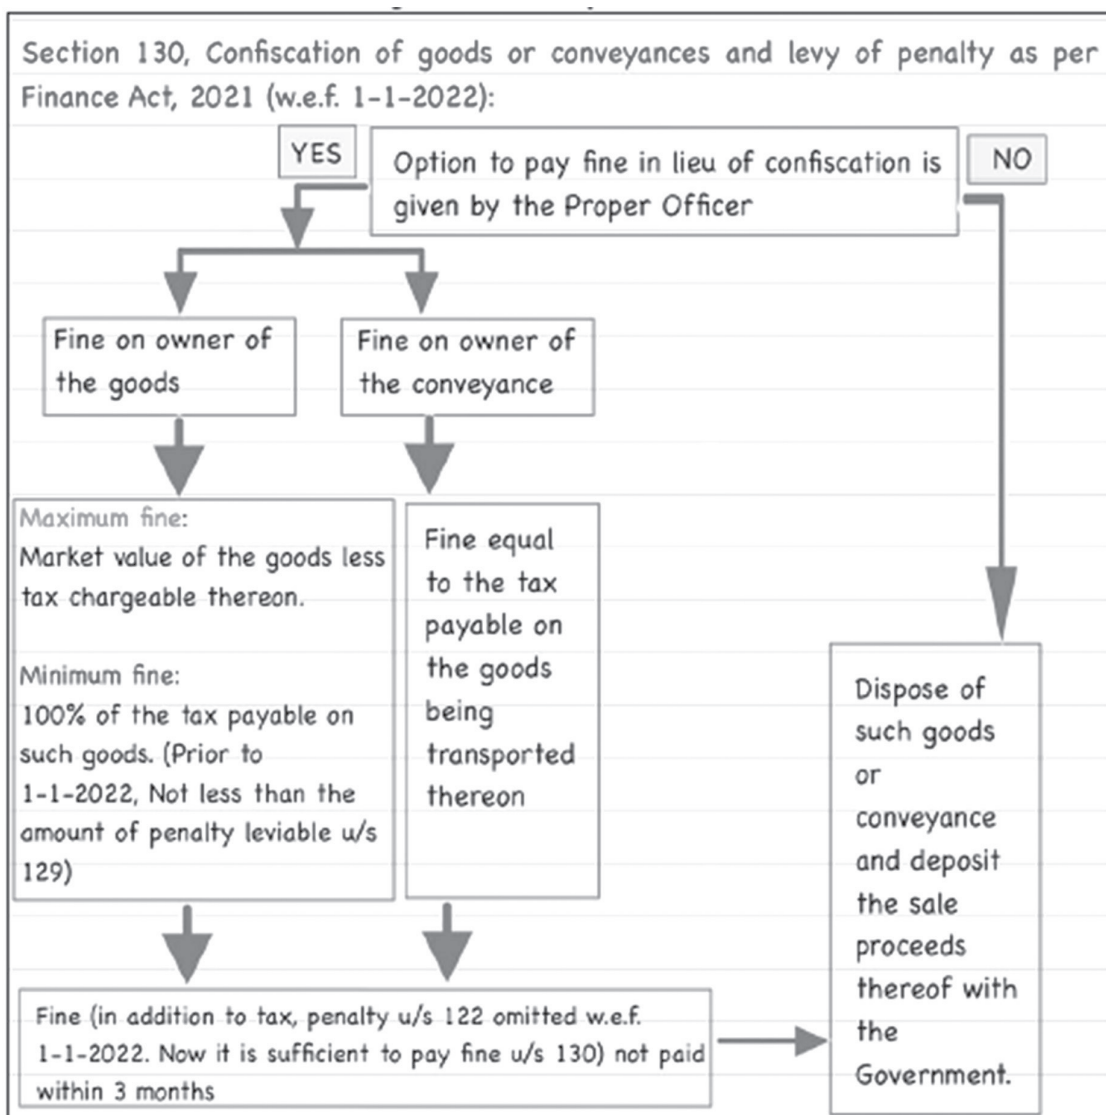 Section 130, Confiscation of goods or conveyances and levy of penalty as per
Finance Act, 2021 (w.e.f. 1-1-2022):
YES
Option to pay fine in lieu of confiscation is
given by the Proper Officer
NO
Fine on owner of
the goods
Fine on owner of
the conveyance
Maximum fine:
Market value of the goods less
tax chargeable thereon.
Minimum fine:
100% of the tax payable on
such goods. (Prior to
1-1-2022, Not less than the
amount of penalty leviable u/s
129)
Fine equal
to the tax
payable on
the goods
being
transported
thereon
Dispose of
such goods
or
conveyance
and deposit
the sale
proceeds
thereof with
the
Government.
Fine (in addition to tax, penalty u/s 122 omitted w.e.f.
1-1-2022. Now it is sufficient to pay fine u/s 130) not paid
within 3 months